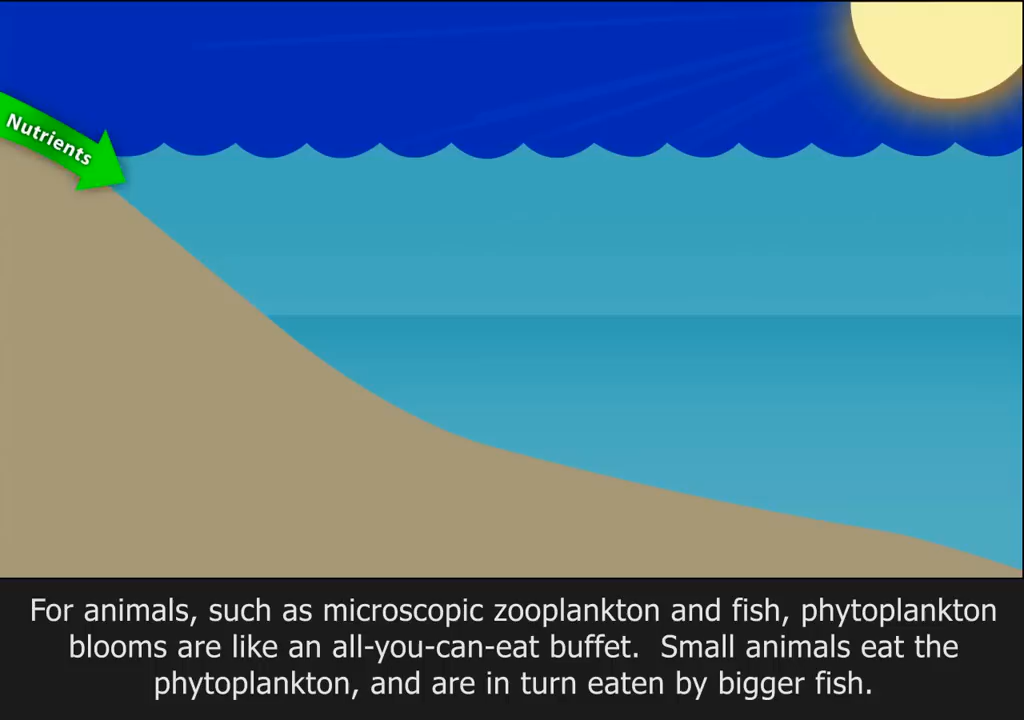 Nutrients
For animals, such as microscopic zooplankton and fish, phytoplankton
blooms are like an all-you-can-eat buffet.  Small animals eat the
phytoplankton, and are in turn eaten by bigger fish.